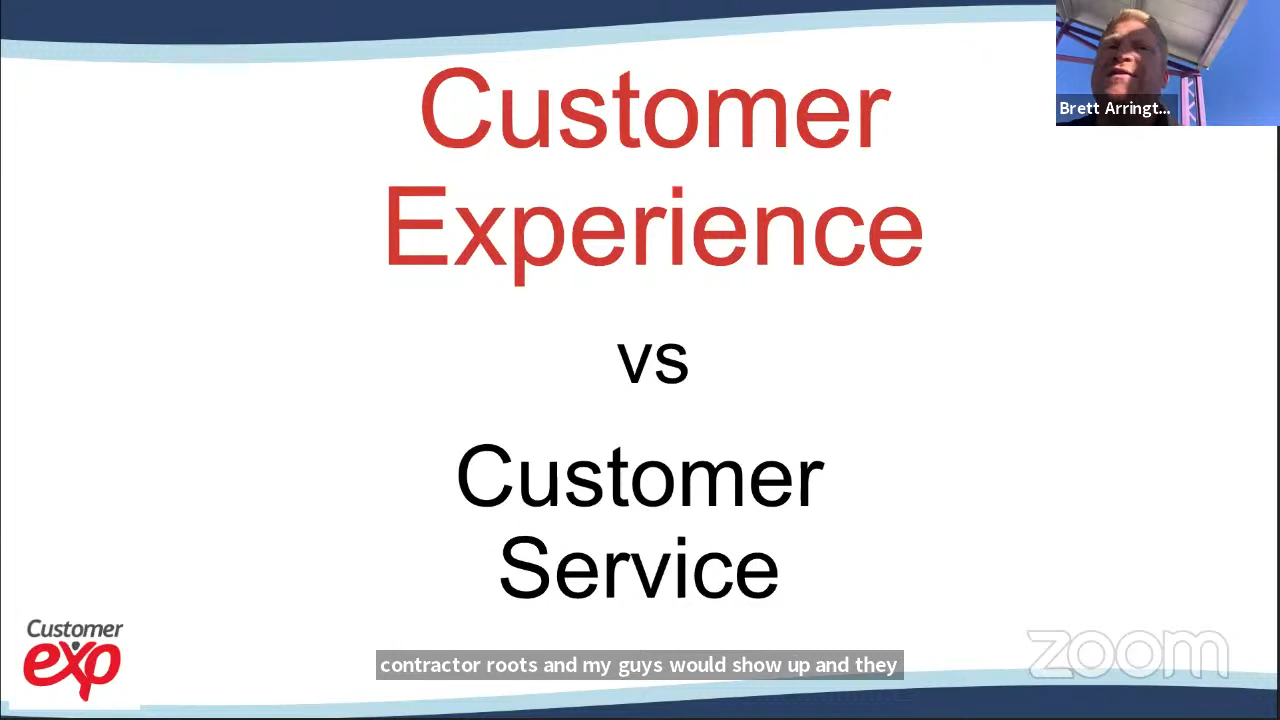 Customer
Experience
vs
Customer
Service
Brett Arringt...
Customer
exp
contractor roots and my guys would show up and they
zoom